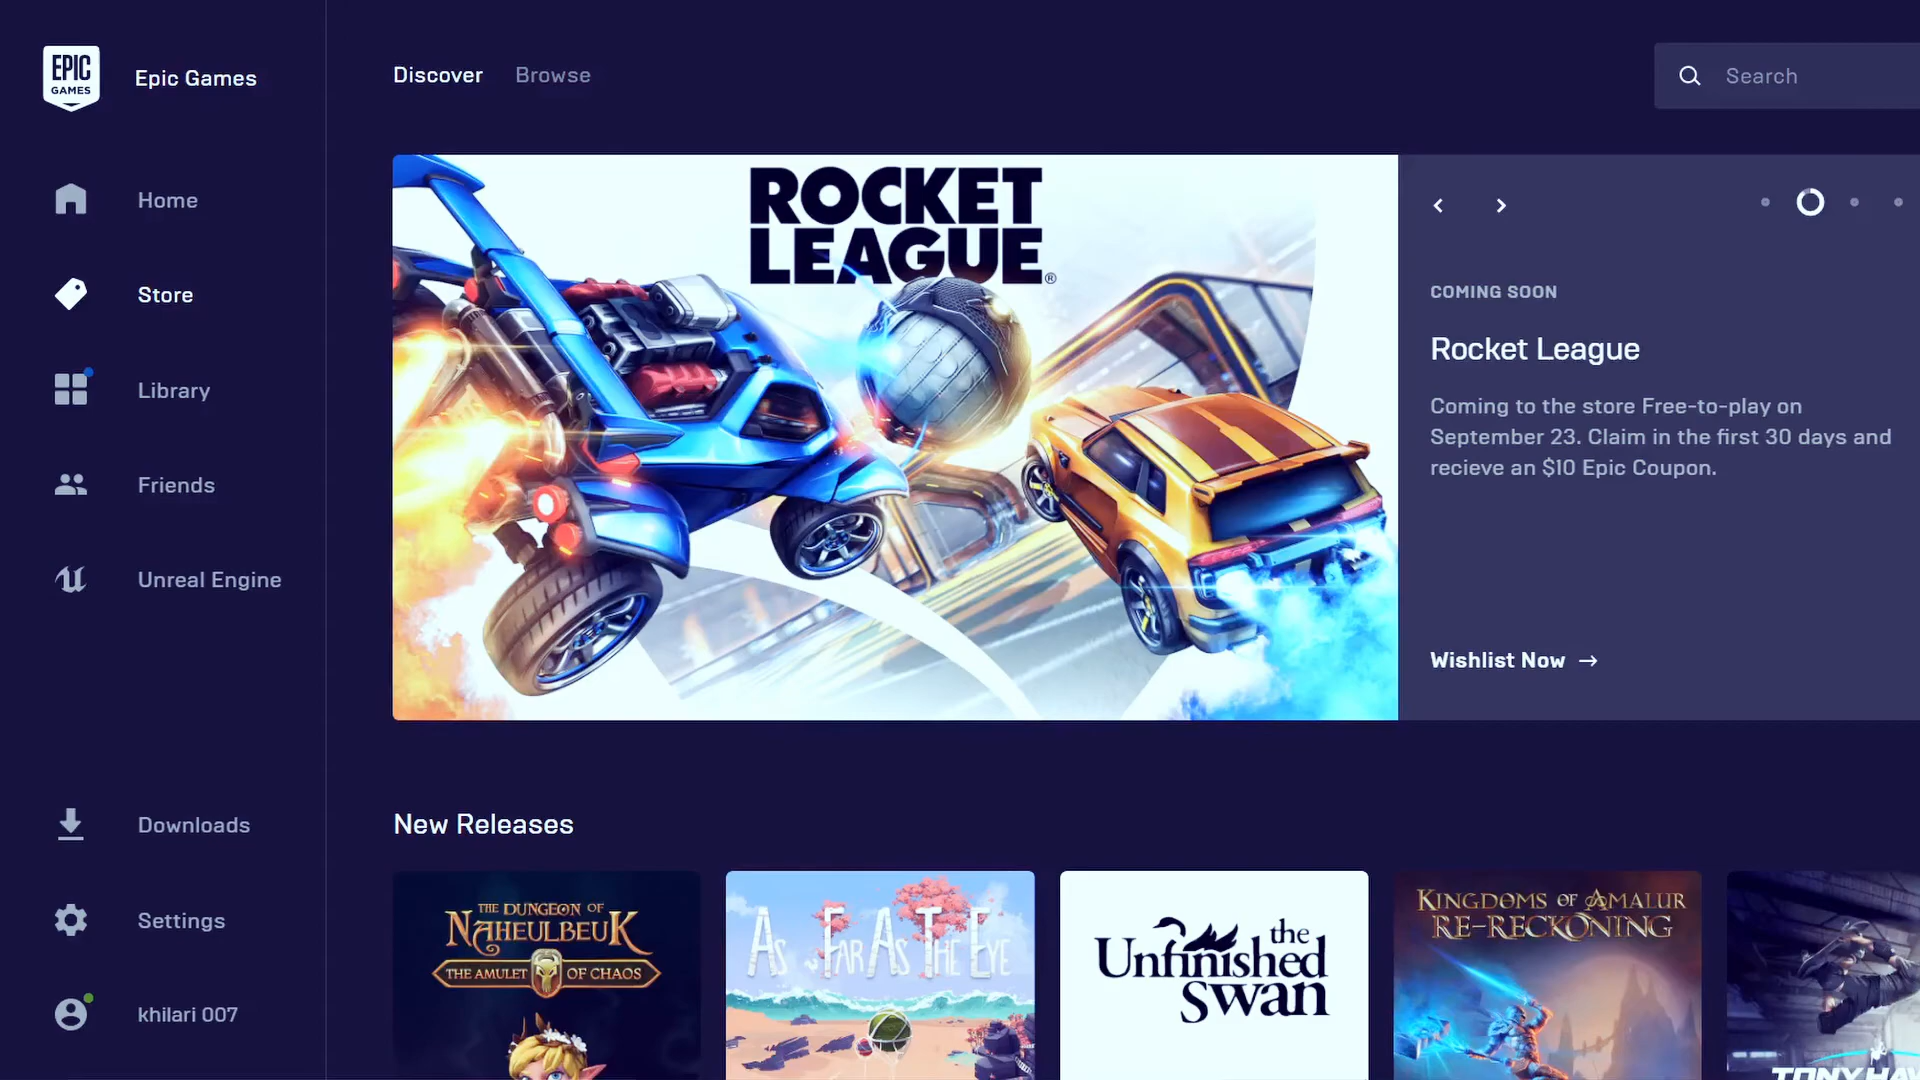 EPIC
GAMES
Epic Games
Home
Store
Library
Friends
Unreal Engine
Downloads
Settings
khilari 007
Discover
Browse
Search
ROCKET
LEAGUE®
COMING SOON
Rocket League
Coming to the store Free-to-play on
September 23. Claim in the first 30 days and
recieve an $10 Epic Coupon.
Wishlist Now →
New Releases
THE DUNGEON OF
NAHEULBEUK
THE AMULET OF CHAOS
AS FAR AS THE EYE
the
Unfinished
swan
KINGDOMS OF AMALUR
RE-RECKONING
TONY HAW